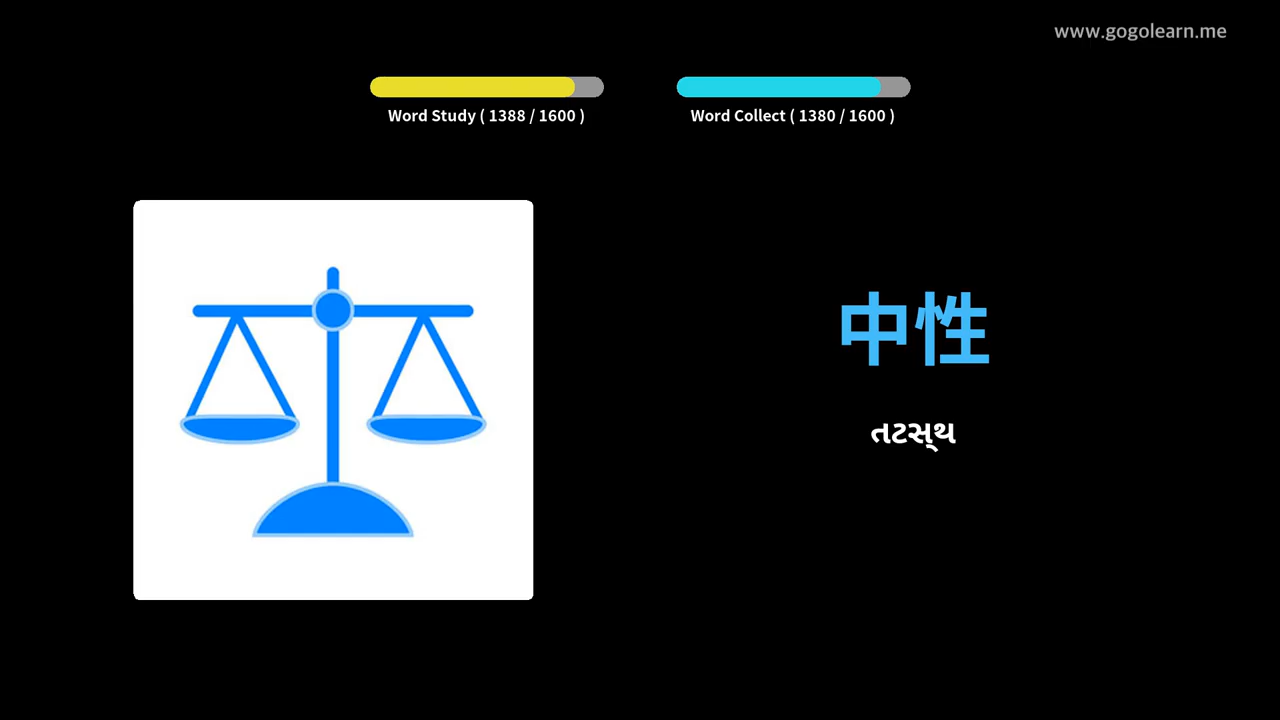 www.gogolearn.me
Word Study ( 1388 / 1600 )
Word Collect ( 1380 / 1600 )
中性
તટસ્થ